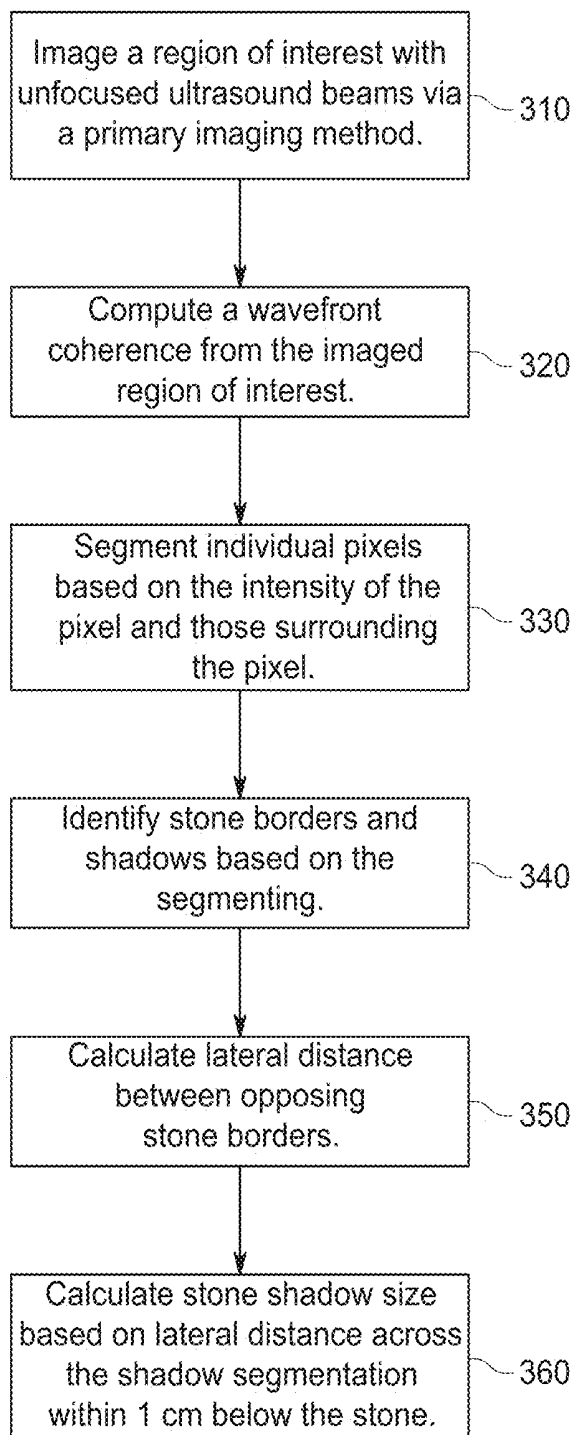 Image a region of interest with
unfocused ultrasound beams via
a primary imaging method.
310
Compute a wavefront
coherence from the imaged
region of interest.
320
Segment individual pixels
based on the intensity of the
pixel and those surrounding
the pixel.
330
Identify stone borders and
shadows based on the
segmenting.
340
Calculate lateral distance
between opposing
stone borders.
350
Calculate stone shadow size
based on lateral distance across
the shadow segmentation
within 1 cm below the stone.
360